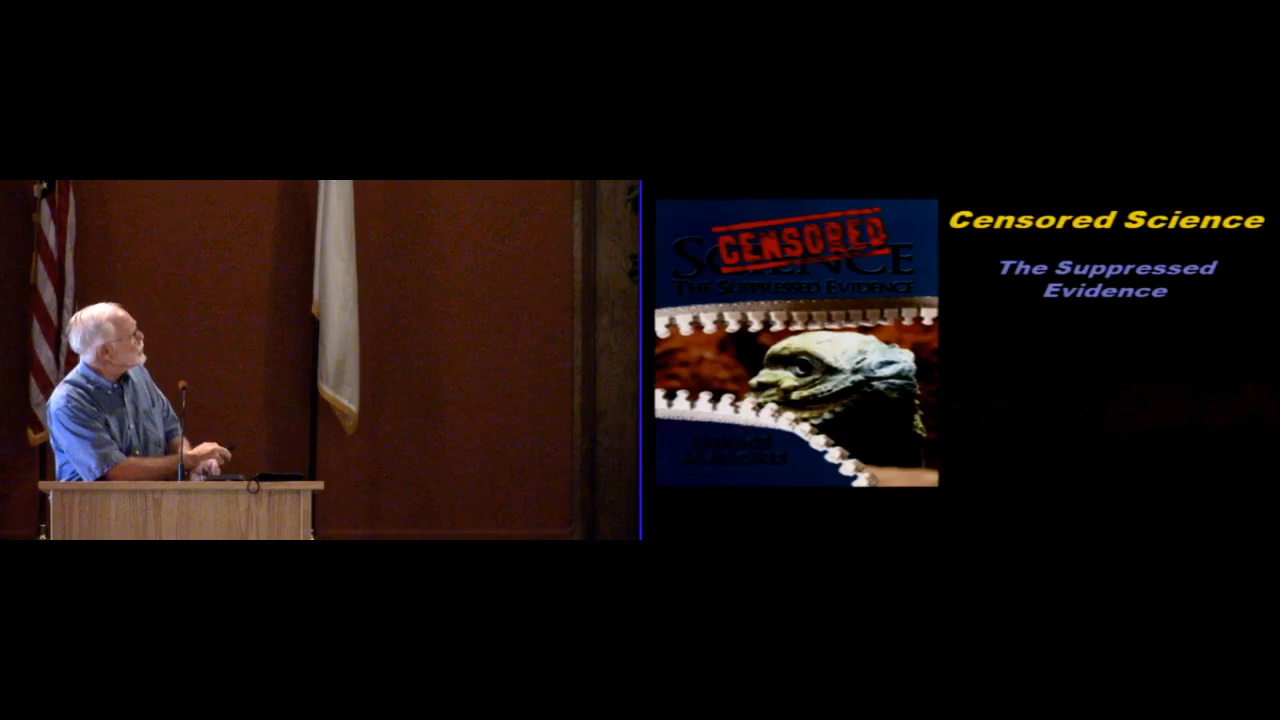 CENSORED
SCIENCE
THE SUPPRESSED EVIDENCE
Censored Science
The Suppressed
Evidence